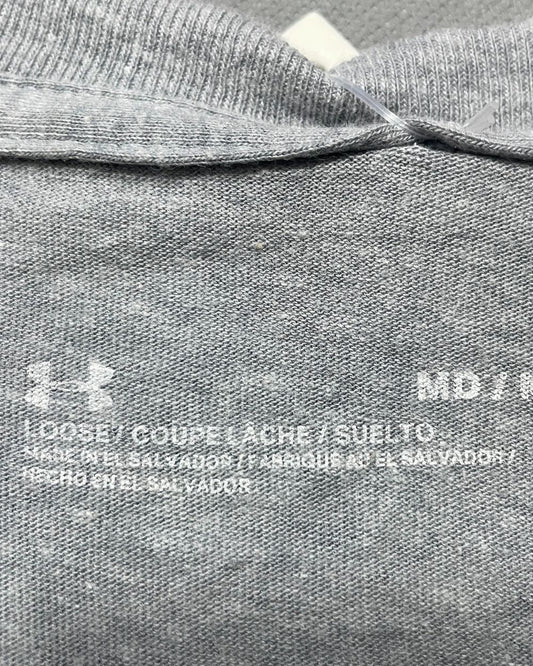 MD /
LOOSE / COUPE LACHE / SUELTO
MADE IN EL SALVADOR / FABRIQUE AU EL SALVADOR /
HECHO EN EL SALVADOR